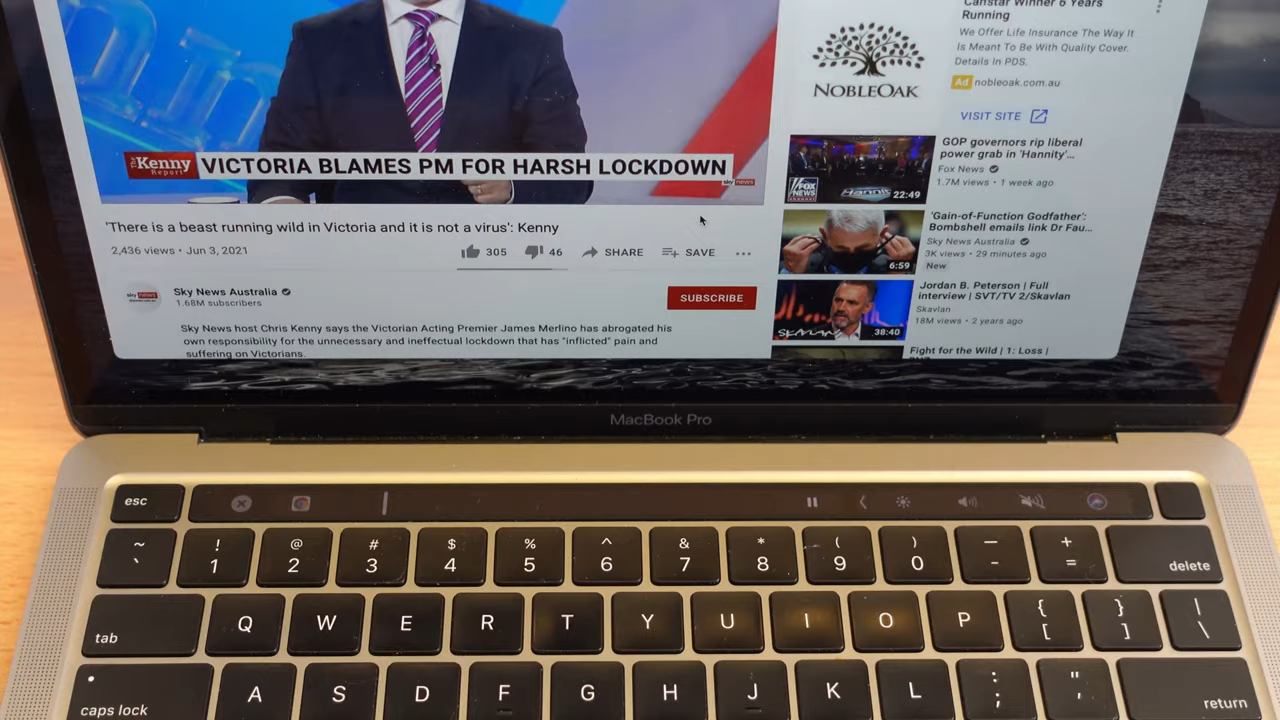 The Kenny Report
VICTORIA BLAMES PM FOR HARSH LOCKDOWN
sky news
'There is a beast running wild in Victoria and it is not a virus': Kenny
2,436 views • Jun 3, 2021
305
46
SHARE
SAVE
Sky News Australia
1.68M subscribers
SUBSCRIBE
Sky News host Chris Kenny says the Victorian Acting Premier James Merlino has abrogated his
own responsibility for the unnecessary and ineffectual lockdown that has "inflicted" pain and
suffering on Victorians.
NOBLEOAK
Canstar Winner 6 Years
Running
We Offer Life Insurance The Way It
Is Meant To Be With Quality Cover.
Details In PDS.
Ad nobleoak.com.au
VISIT SITE
FOX NEWS
22:49
GOP governors rip liberal
power grab in 'Hannity'...
Fox News
1.7M views • 1 week ago
6:59
'Gain-of-Function Godfather':
Bombshell emails link Dr Fau...
Sky News Australia
3K views • 29 minutes ago
New
SKAVLAN
38:40
Jordan B. Peterson | Full
interview | SVT/TV 2/Skavlan
Skavlan
18M views • 2 years ago
Fight for the Wild | 1: Loss |
MacBook Pro
esc
~ ! @ # $ % ^ & * ( ) — +
` 1 2 3 4 5 6 7 8 9 0 - = delete
tab Q W E R T Y U I O P { [ } ] | \
caps lock A S D F G H J K L : ; " ' return